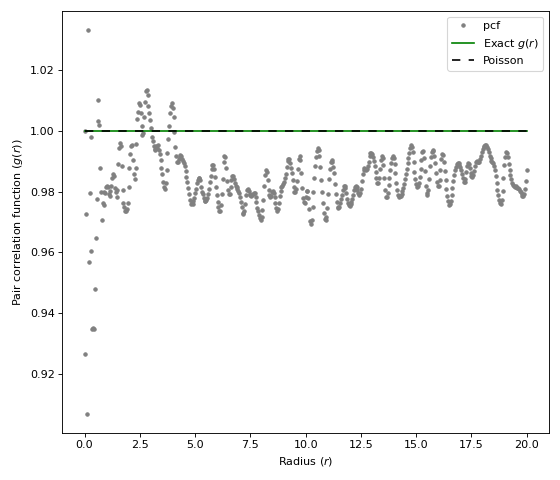 pcf
Exact g(r)
Poisson
1.02
1.00
0.98
0.96
0.94
0.92
Pair correlation function (g(r))
0.0 2.5 5.0 7.5 10.0 12.5 15.0 17.5 20.0
Radius (r)